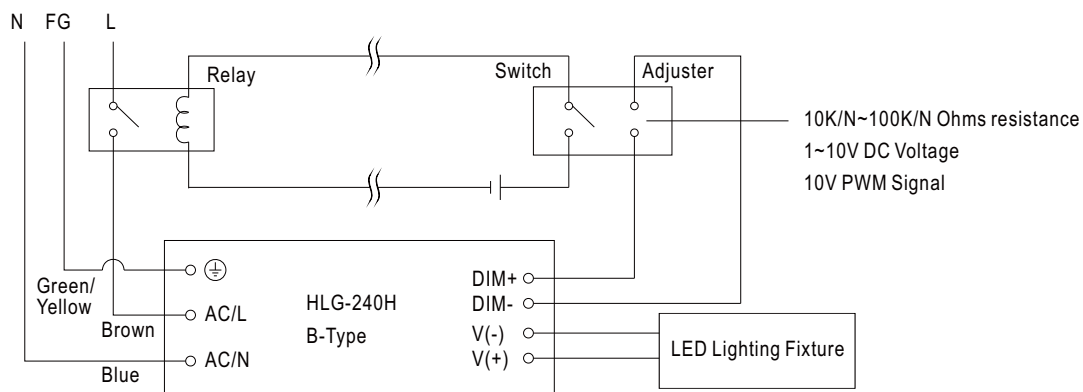 N FG L
Relay
Switch
Adjuster
10K/N~100K/N Ohms resistance
1~10V DC Voltage
10V PWM Signal
Green/
Yellow
Brown
Blue
AC/L
AC/N
HLG-240H
B-Type
DIM+
DIM-
V(-)
V(+)
LED Lighting Fixture